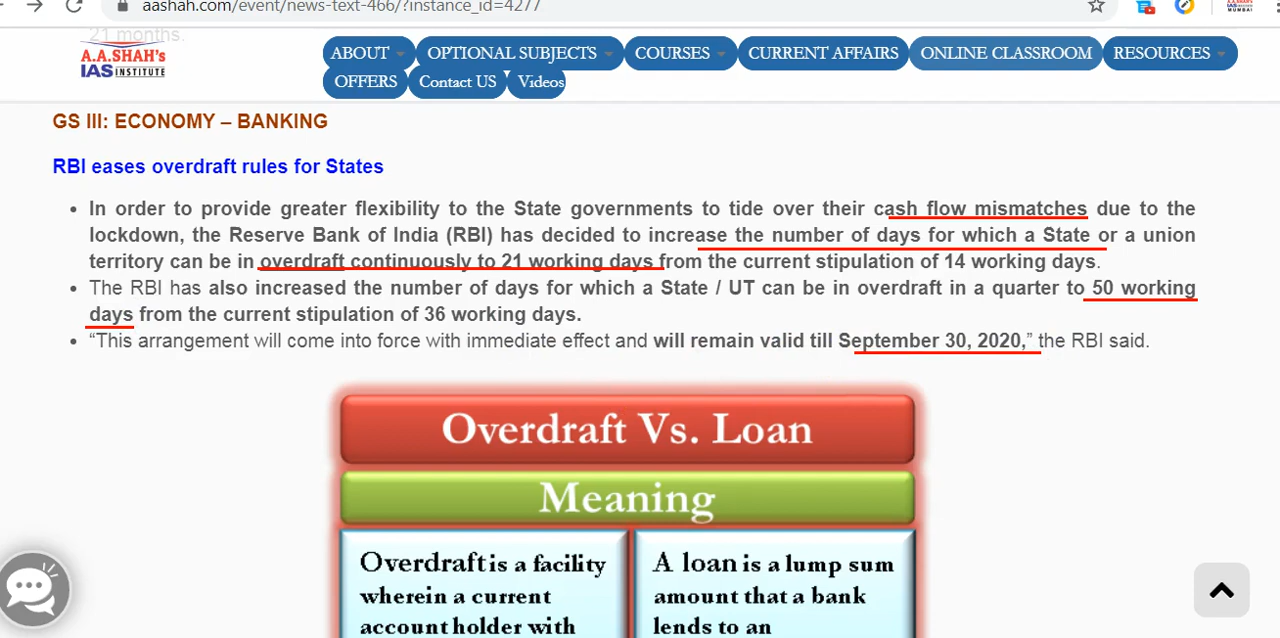 aashah.com/event/news-text-466/?instance_id=4277
21 months.
A.A.SHAH's
IAS INSTITUTE
ABOUT OPTIONAL SUBJECTS COURSES CURRENT AFFAIRS ONLINE CLASSROOM RESOURCES
OFFERS Contact US Videos
GS III: ECONOMY – BANKING
RBI eases overdraft rules for States
• In order to provide greater flexibility to the State governments to tide over their cash flow mismatches due to the
lockdown, the Reserve Bank of India (RBI) has decided to increase the number of days for which a State or a union
territory can be in overdraft continuously to 21 working days from the current stipulation of 14 working days.
• The RBI has also increased the number of days for which a State / UT can be in overdraft in a quarter to 50 working
days from the current stipulation of 36 working days.
• “This arrangement will come into force with immediate effect and will remain valid till September 30, 2020,” the RBI said.
Overdraft Vs. Loan
Meaning
Overdraft is a facility
wherein a current
account holder with
A loan is a lump sum
amount that a bank
lends to an